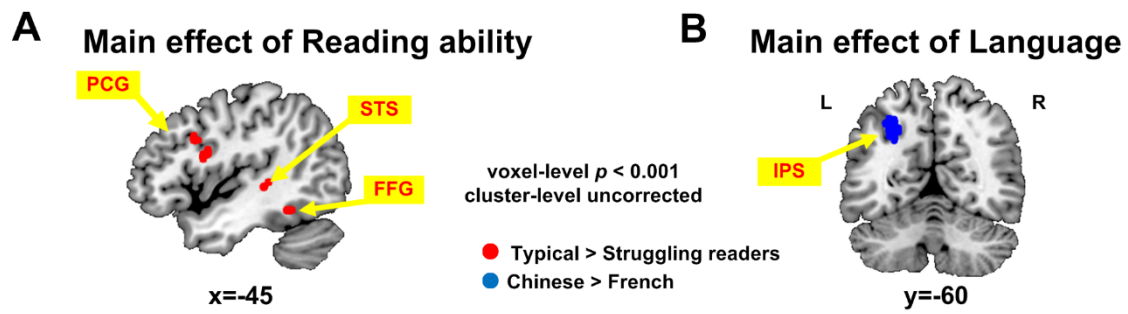 A
Main effect of Reading ability
PCG
STS
FFG
x=-45
voxel-level p < 0.001
cluster-level uncorrected
Typical > Struggling readers
Chinese > French
B
Main effect of Language
L
R
IPS
y=-60